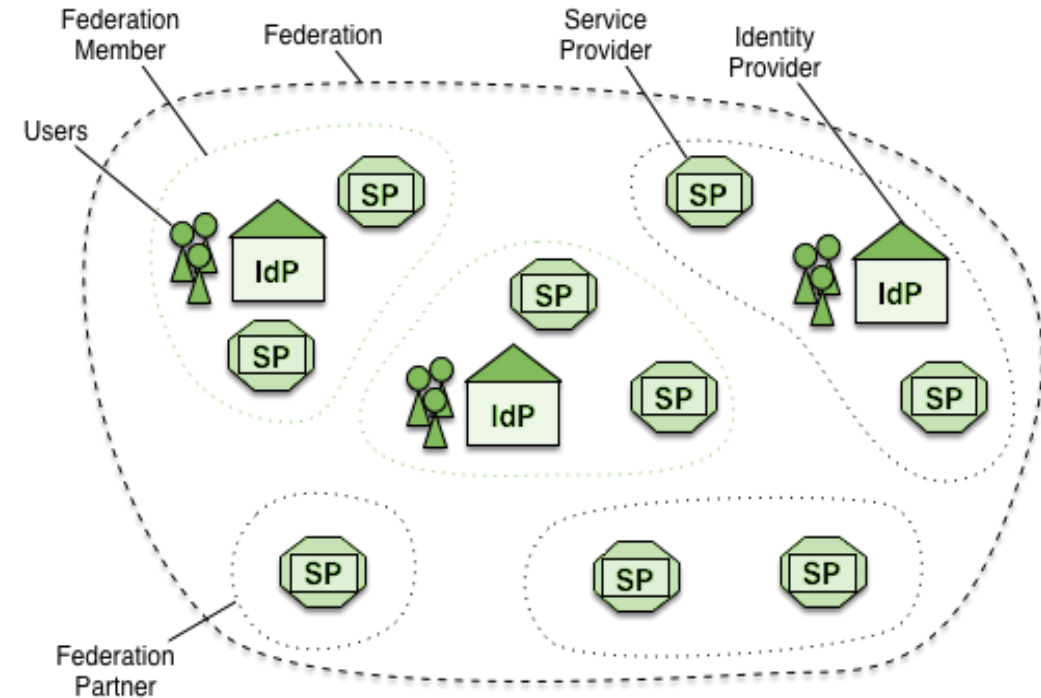 Federation
Member
Federation
Service
Provider
Identity
Provider
Users
SP
SP
IdP
IdP
SP
SP
IdP
SP
SP
SP
SP
SP
Federation
Partner